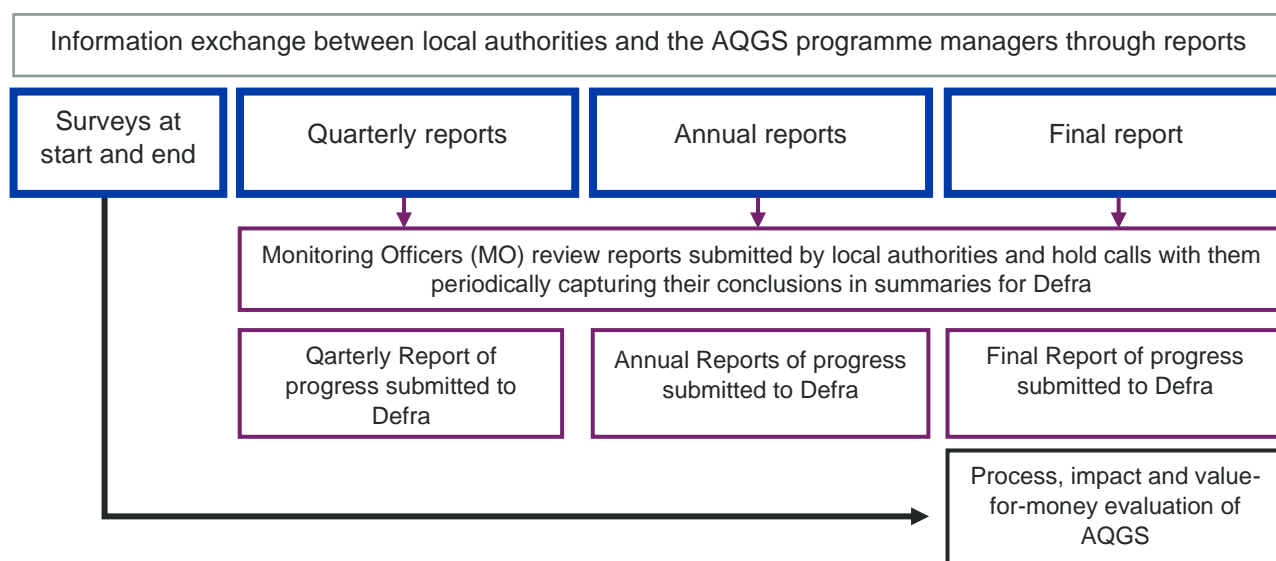 Information exchange between local authorities and the AQGS programme managers through reports
Surveys at
start and end
Quarterly reports
Annual reports
Final report
Monitoring Officers (MO) review reports submitted by local authorities and hold calls with them
periodically capturing their conclusions in summaries for Defra
Qarterly Report of
progress submitted to
Defra
Annual Reports of progress
submitted to Defra
Final Report of progress
submitted to Defra
Process, impact and value-
for-money evaluation of
AQGS